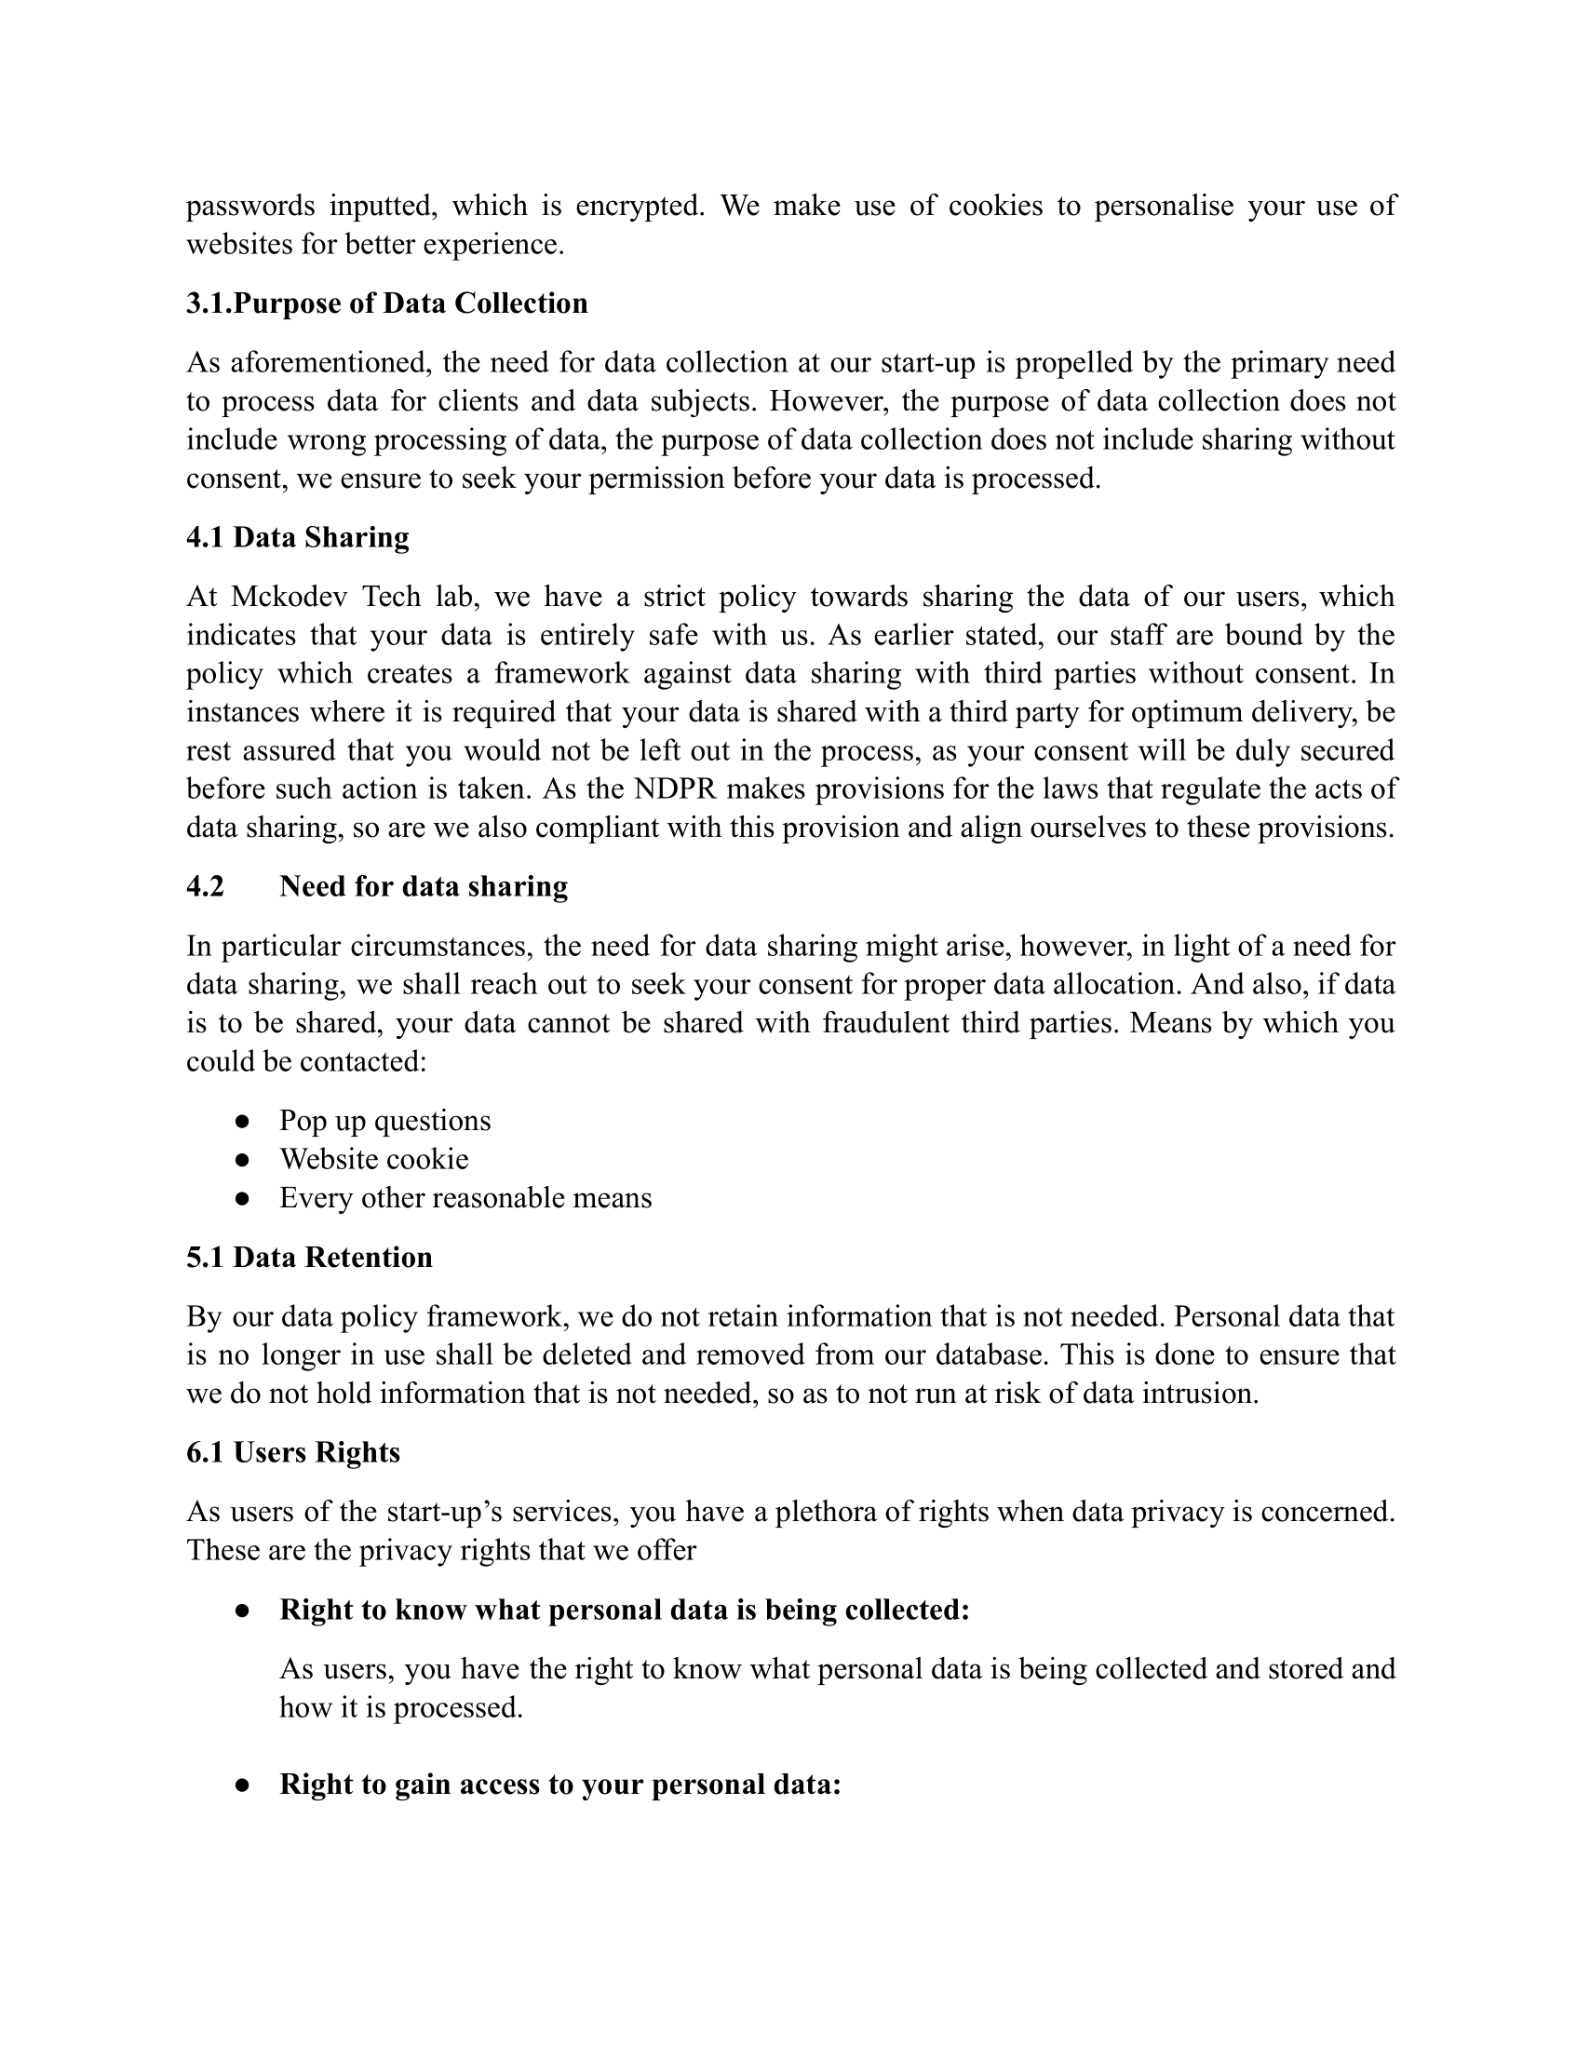 passwords inputted, which is encrypted. We make use of cookies to personalise your use of
websites for better experience.
3.1.Purpose of Data Collection
As aforementioned, the need for data collection at our start-up is propelled by the primary need
to process data for clients and data subjects. However, the purpose of data collection does not
include wrong processing of data, the purpose of data collection does not include sharing without
consent, we ensure to seek your permission before your data is processed.
4.1 Data Sharing
At Mckodev Tech lab, we have a strict policy towards sharing the data of our users, which
indicates that your data is entirely safe with us. As earlier stated, our staff are bound by the
policy which creates a framework against data sharing with third parties without consent. In
instances where it is required that your data is shared with a third party for optimum delivery, be
rest assured that you would not be left out in the process, as your consent will be duly secured
before such action is taken. As the NDPR makes provisions for the laws that regulate the acts of
data sharing, so are we also compliant with this provision and align ourselves to these provisions.
4.2 Need for data sharing
In particular circumstances, the need for data sharing might arise, however, in light of a need for
data sharing, we shall reach out to seek your consent for proper data allocation. And also, if data
is to be shared, your data cannot be shared with fraudulent third parties. Means by which you
could be contacted:
● Pop up questions
● Website cookie
● Every other reasonable means
5.1 Data Retention
By our data policy framework, we do not retain information that is not needed. Personal data that
is no longer in use shall be deleted and removed from our database. This is done to ensure that
we do not hold information that is not needed, so as to not run at risk of data intrusion.
6.1 Users Rights
As users of the start-up’s services, you have a plethora of rights when data privacy is concerned.
These are the privacy rights that we offer
● Right to know what personal data is being collected:
As users, you have the right to know what personal data is being collected and stored and
how it is processed.
● Right to gain access to your personal data: